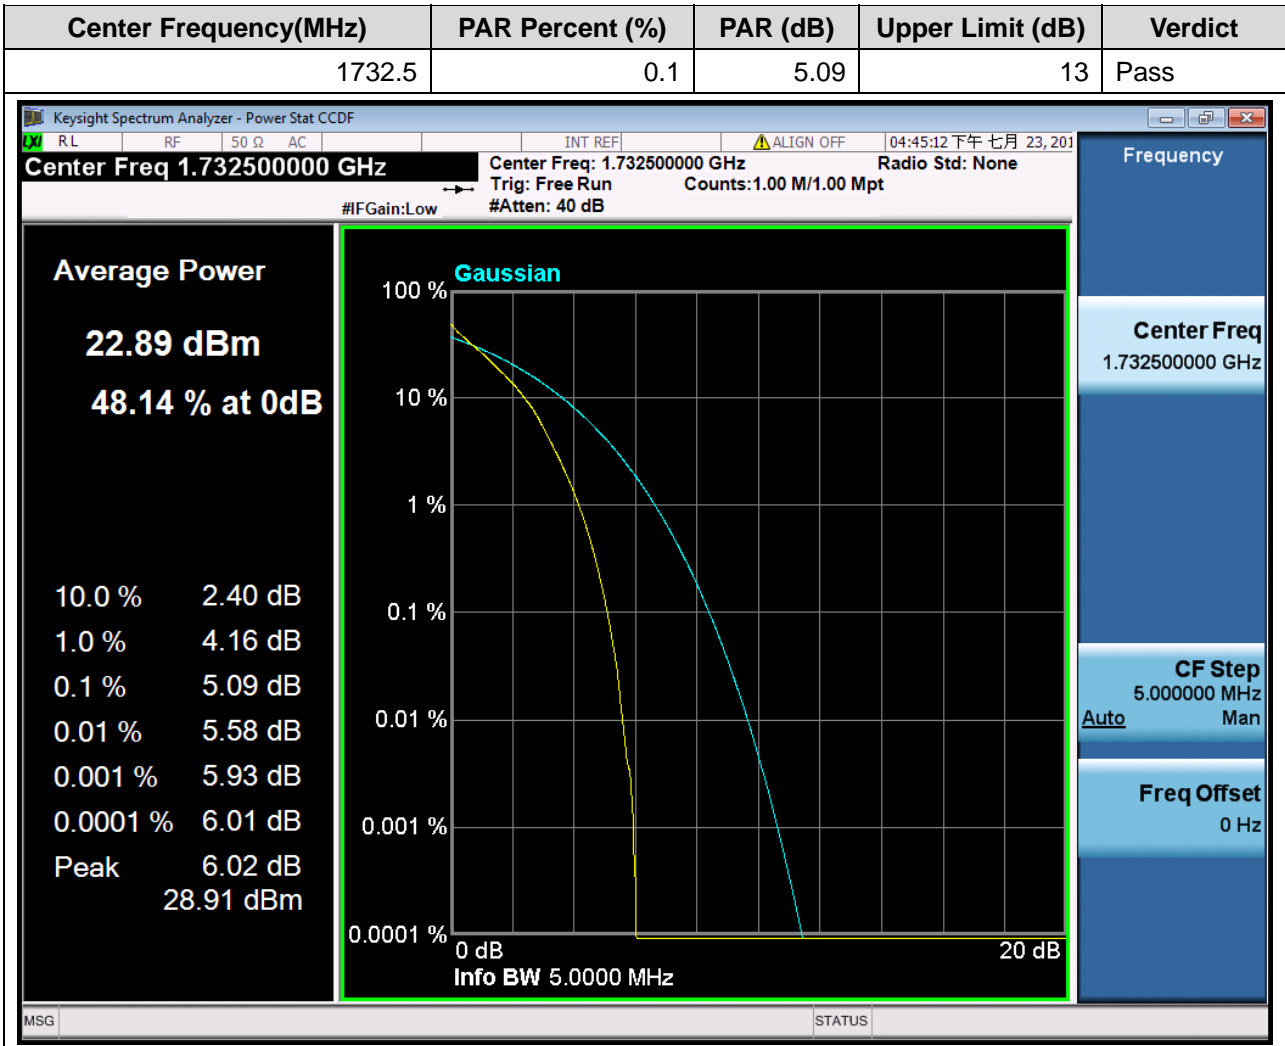 Center Frequency(MHz) PAR Percent (%) PAR (dB) Upper Limit (dB) Verdict
1732.5 0.1 5.09 13 Pass
Keysight Spectrum Analyzer - Power Stat CCDF
LXI RL RF 50 Ω AC INT REF ALIGN OFF 04:45:12 下午 七月 23, 201
Center Freq 1.732500000 GHz
#IFGain:Low
Center Freq: 1.732500000 GHz Radio Std: None
Trig: Free Run Counts:1.00 M/1.00 Mpt
#Atten: 40 dB
Average Power
22.89 dBm
48.14 % at 0dB
10.0 % 2.40 dB
1.0 % 4.16 dB
0.1 % 5.09 dB
0.01 % 5.58 dB
0.001 % 5.93 dB
0.0001 % 6.01 dB
Peak 6.02 dB
28.91 dBm
Gaussian
100 %
10 %
1 %
0.1 %
0.01 %
0.001 %
0.0001 %
0 dB 20 dB
Info BW 5.0000 MHz
Frequency
Center Freq
1.732500000 GHz
CF Step
5.000000 MHz
Auto Man
Freq Offset
0 Hz
MSG STATUS